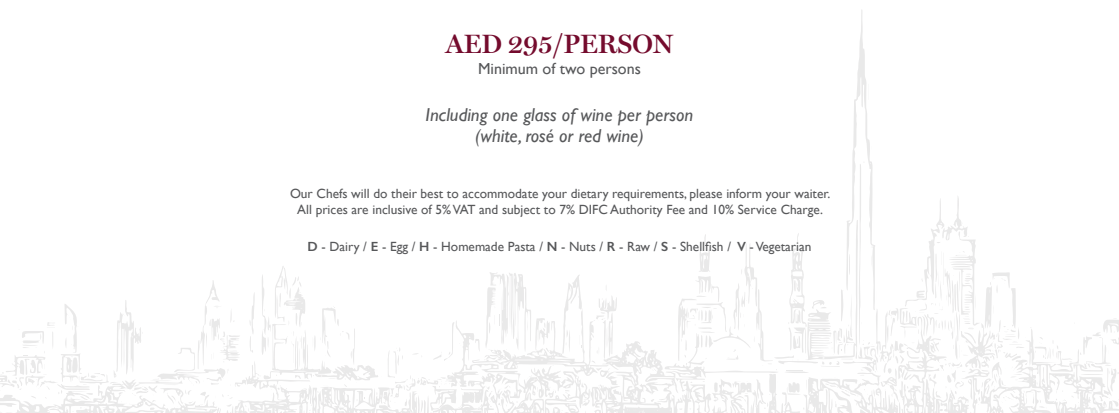 AED 295/PERSON
Minimum of two persons
Including one glass of wine per person
(white, rosé or red wine)
Our Chefs will do their best to accommodate your dietary requirements, please inform your waiter.
All prices are inclusive of 5% VAT and subject to 7% DIFC Authority Fee and 10% Service Charge.
D - Dairy / E - Egg / H - Homemade Pasta / N - Nuts / R - Raw / S - Shellfish / V - Vegetarian